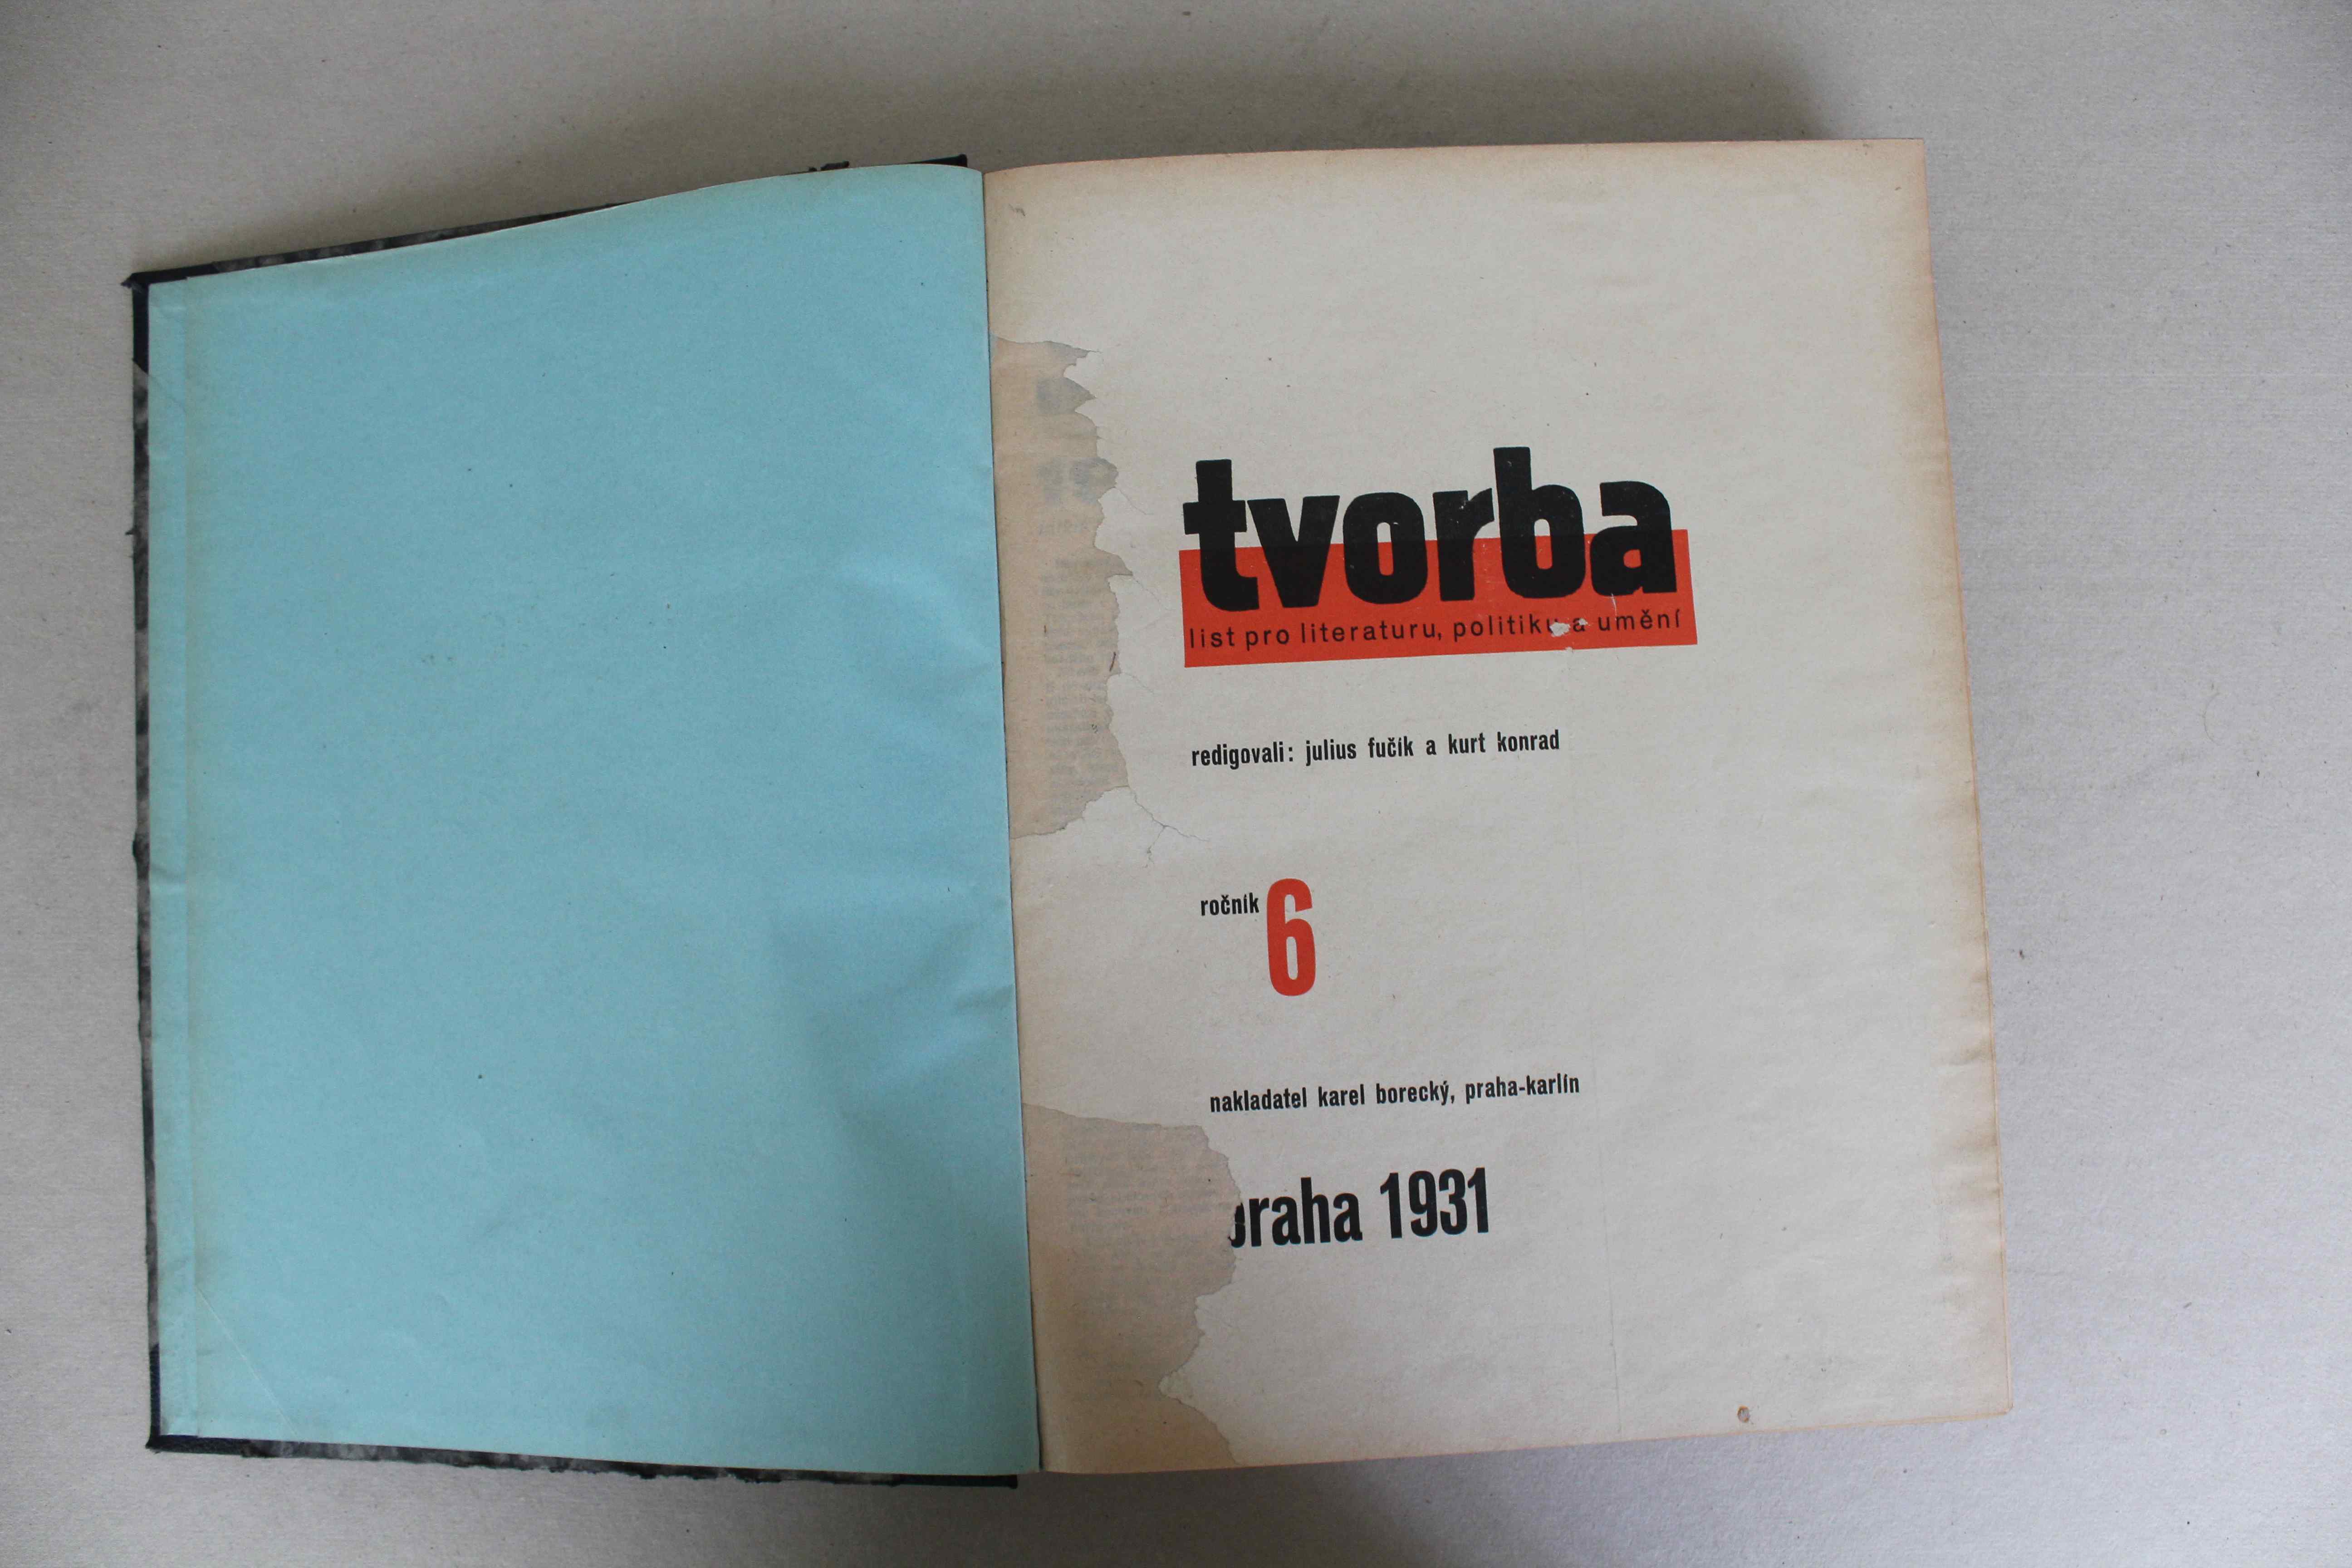 tvorba
list pro literaturu, politiku a umění
redigovali: julius fučík a kurt konrad
ročník 6
nakladatel karel borecký, praha-karlín
praha 1931